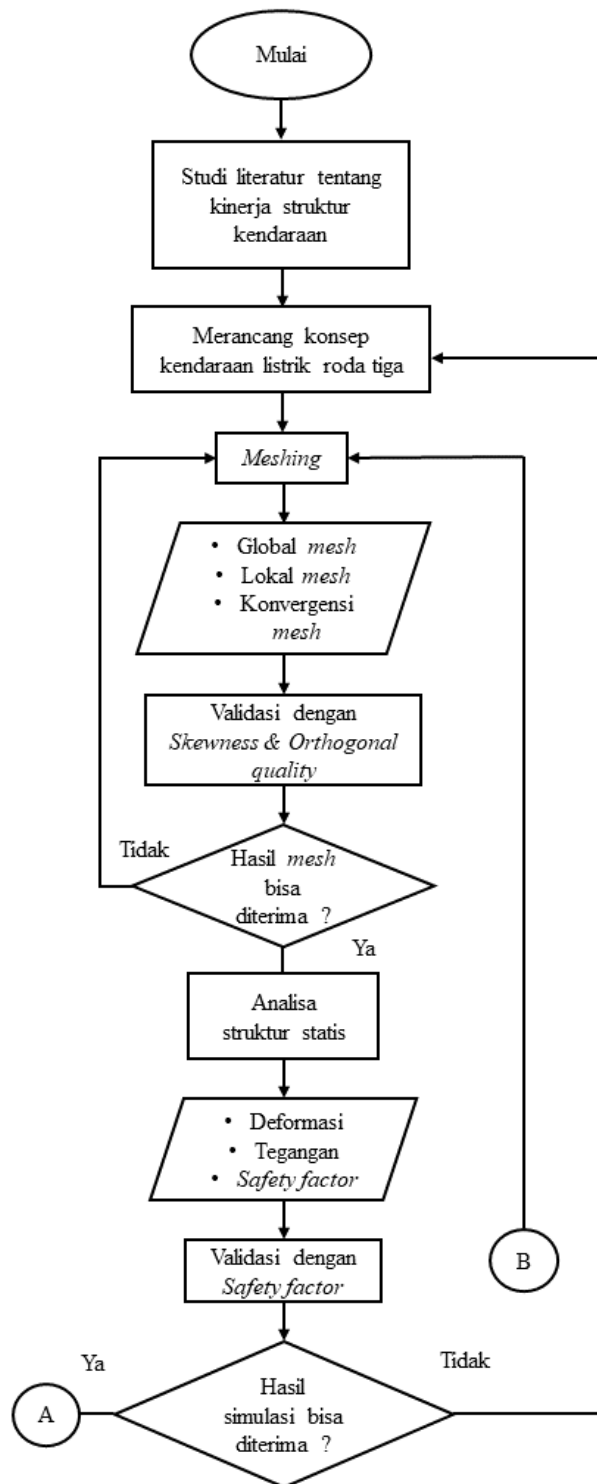 Mulai
Studi literatur tentang
kinerja struktur
kendaraan
Merancang konsep
kendaraan listrik roda tiga
Meshing
• Global mesh
• Lokal mesh
• Konvergensi
mesh
Validasi dengan
Skewness & Orthogonal
quality
Tidak
Hasil mesh
bisa
diterima ?
Ya
Analisa
struktur statis
• Deformasi
• Tegangan
• Safety factor
Validasi dengan
Safety factor
B
Ya
Tidak
Hasil
simulasi bisa
diterima ?
A